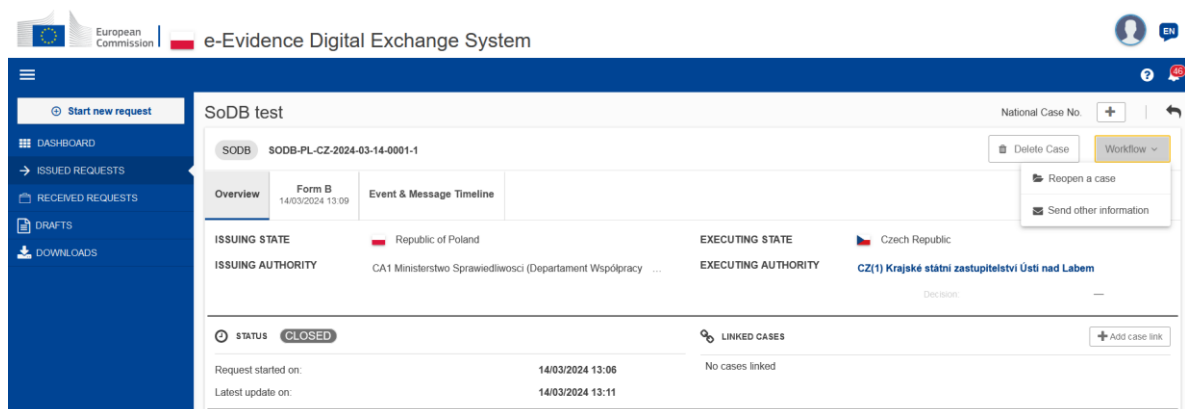 European
Commission
e-Evidence Digital Exchange System
EN
46
Start new request
SoDB test
National Case No.
DASHBOARD
SODB SODB-PL-CZ-2024-03-14-0001-1
Delete Case
Workflow
ISSUED REQUESTS
Reopen a case
RECEIVED REQUESTS
Overview
Form B
14/03/2024 13.09
Event & Message Timeline
Send other information
DRAFTS
DOWNLOADS
ISSUING STATE Republic of Poland
EXECUTING STATE Czech Republic
ISSUING AUTHORITY CA1 Ministerstwo Sprawiedliwosci (Departament Współpracy ...
EXECUTING AUTHORITY CZ(1) Krajské státní zastupitelství Ústí nad Labem
Decision: —
STATUS CLOSED
LINKED CASES
Add case link
Request started on: 14/03/2024 13:06
No cases linked
Latest update on: 14/03/2024 13:11